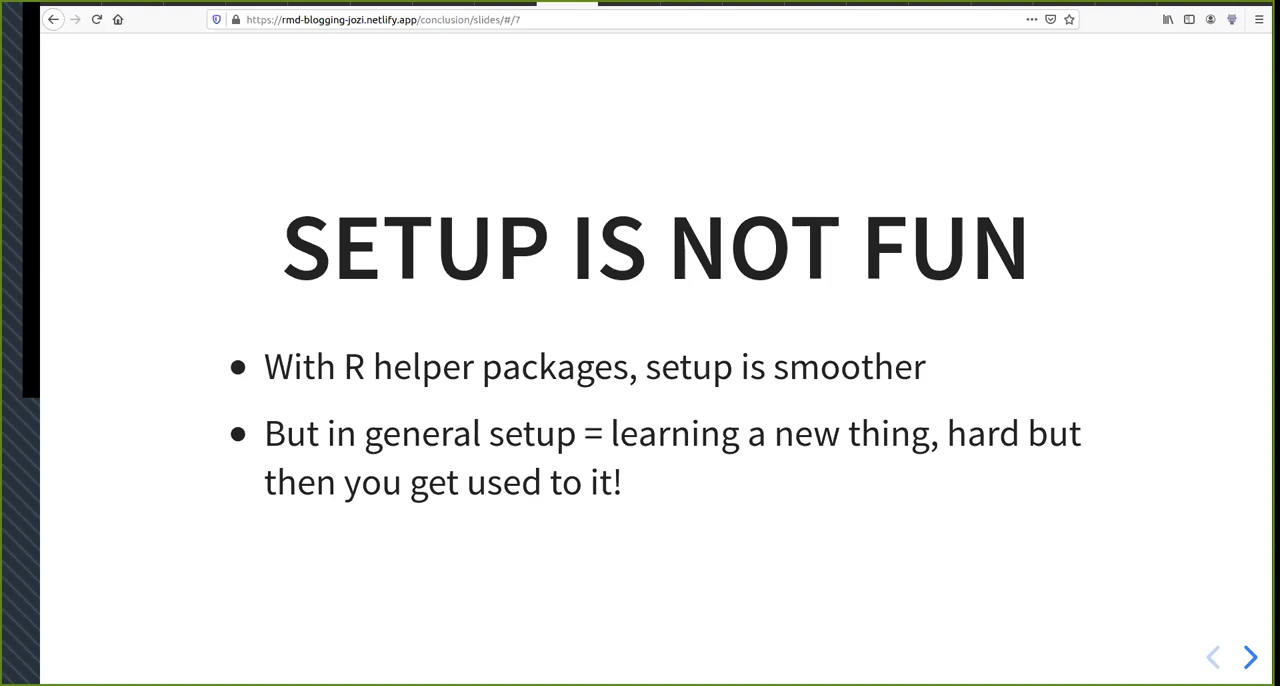 https://rmd-blogging-jozi.netlify.app/conclusion/slides/#/7
SETUP IS NOT FUN
With R helper packages, setup is smoother
But in general setup = learning a new thing, hard but
then you get used to it!